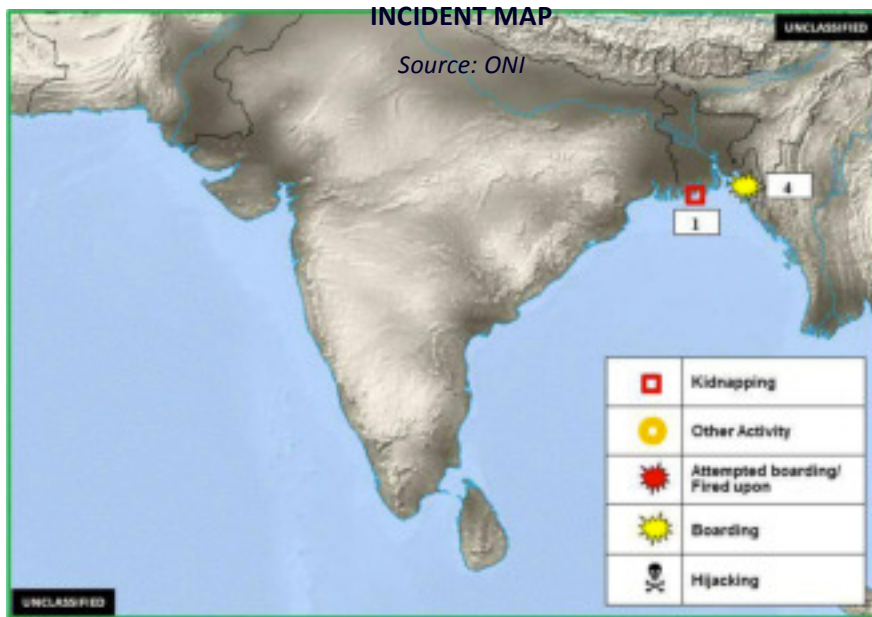 INCIDENT MAP
UNCLASSIFIED
Source: ONI
4
1
Kidnapping
Other Activity
Attempted boarding/
Fired upon
Boarding
Hijacking
UNCLASSIFIED